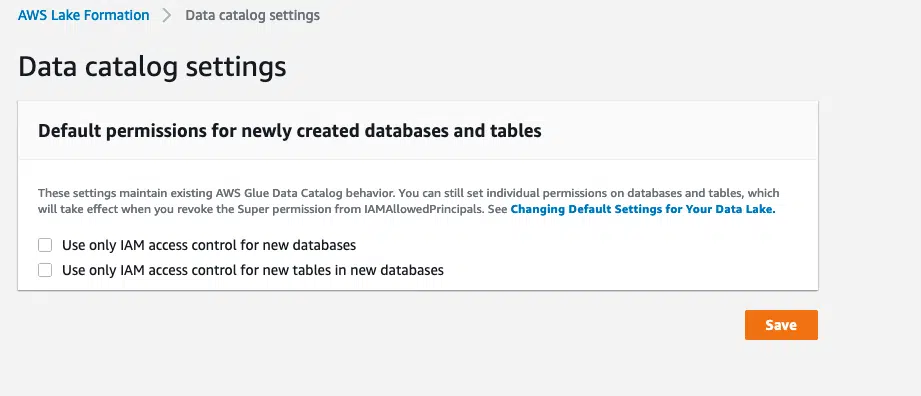 AWS Lake Formation > Data catalog settings
Data catalog settings
Default permissions for newly created databases and tables
These settings maintain existing AWS Glue Data Catalog behavior. You can still set individual permissions on databases and tables, which
will take effect when you revoke the Super permission from IAMAllowedPrincipals. See Changing Default Settings for Your Data Lake.
Use only IAM access control for new databases
Use only IAM access control for new tables in new databases
Save